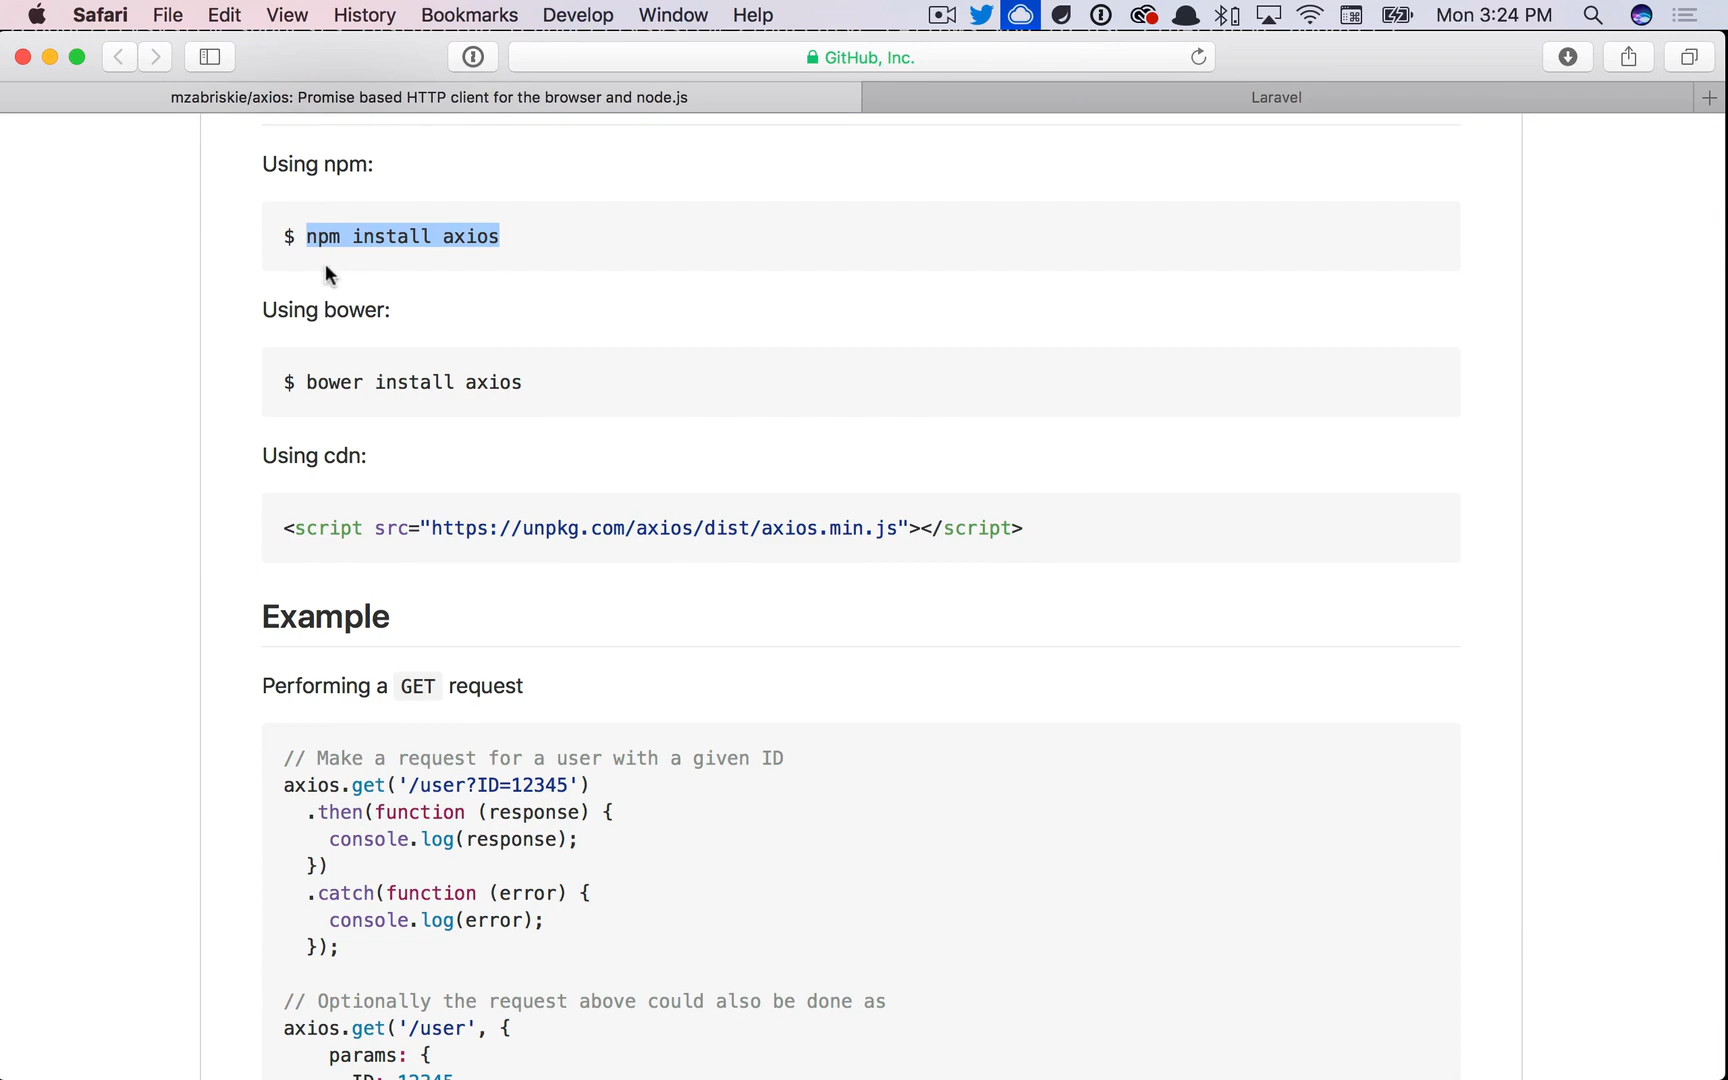 Safari File Edit View History Bookmarks Develop Window Help Mon 3:24 PM
GitHub, Inc.
mzabriskie/axios: Promise based HTTP client for the browser and node.js Laravel
Using npm:
$ npm install axios
Using bower:
$ bower install axios
Using cdn:
<script src="https://unpkg.com/axios/dist/axios.min.js"></script>
Example
Performing a GET request
// Make a request for a user with a given ID
axios.get('/user?ID=12345')
.then(function (response) {
console.log(response);
})
.catch(function (error) {
console.log(error);
});
// Optionally the request above could also be done as
axios.get('/user', {
params: {
ID: 12345